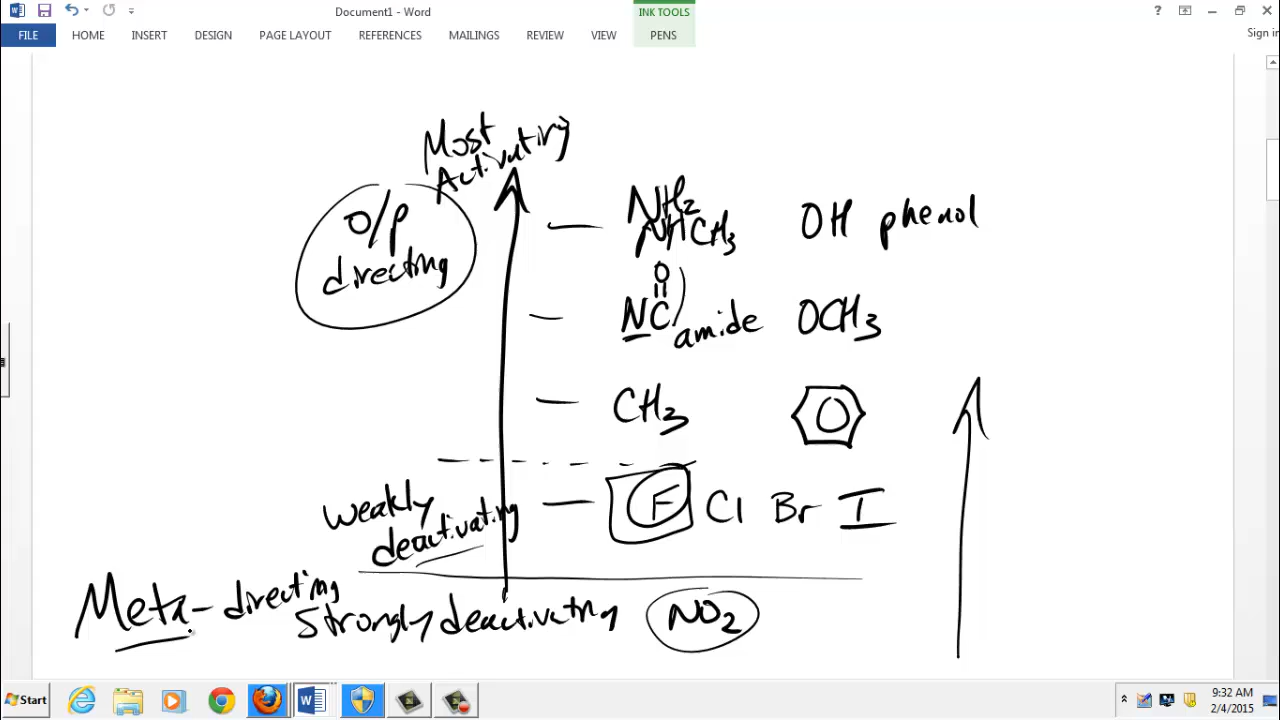 Document1 - Word
? Sign in
INK TOOLS
FILE HOME INSERT DESIGN PAGE LAYOUT REFERENCES MAILINGS REVIEW VIEW PENS
Most
Activating
O/P
directing
NH2
NHCH3
OH phenol
O
NC amide OCH3
CH3
weakly
deactivating
F Cl Br I
Meta-directing
Strongly deactivating NO2
Start
9:32 AM
2/4/2015